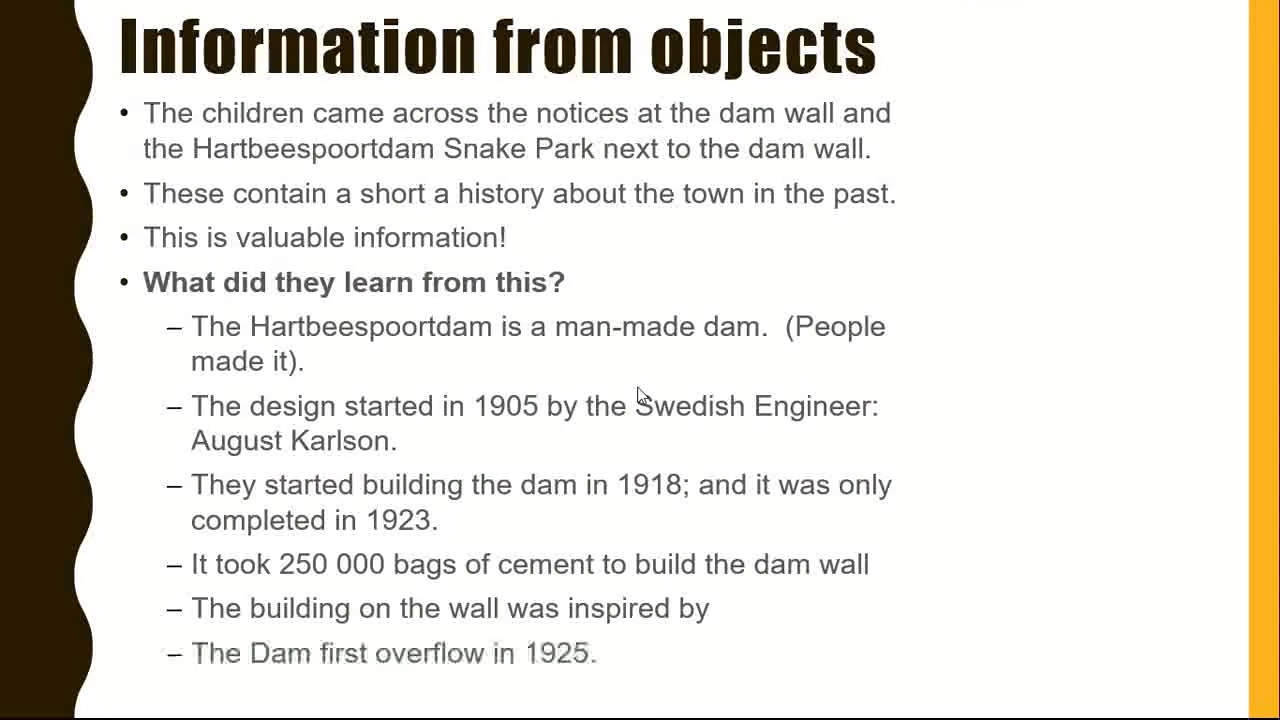 Information from objects
• The children came across the notices at the dam wall and
the Hartbeespoortdam Snake Park next to the dam wall.
• These contain a short a history about the town in the past.
• This is valuable information!
• What did they learn from this?
– The Hartbeespoortdam is a man-made dam.  (People
made it).
– The design started in 1905 by the Swedish Engineer:
August Karlson.
– They started building the dam in 1918; and it was only
completed in 1923.
– It took 250 000 bags of cement to build the dam wall
– The building on the wall was inspired by
– The Dam first overflow in 1925.